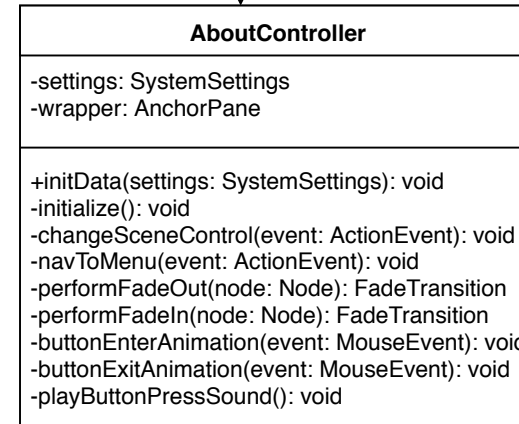 AboutController
-settings: SystemSettings
-wrapper: AnchorPane
+initData(settings: SystemSettings): void
-initialize(): void
-changeSceneControl(event: ActionEvent): void
-navToMenu(event: ActionEvent): void
-performFadeOut(node: Node): FadeTransition
-performFadeIn(node: Node): FadeTransition
-buttonEnterAnimation(event: MouseEvent): void
-buttonExitAnimation(event: MouseEvent): void
-playButtonPressSound(): void